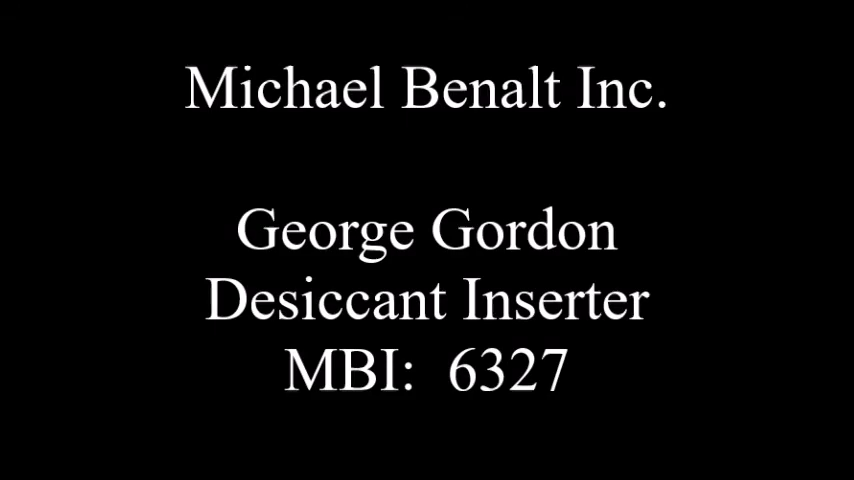 Michael Benalt Inc.
George Gordon
Desiccant Inserter
MBI:  6327